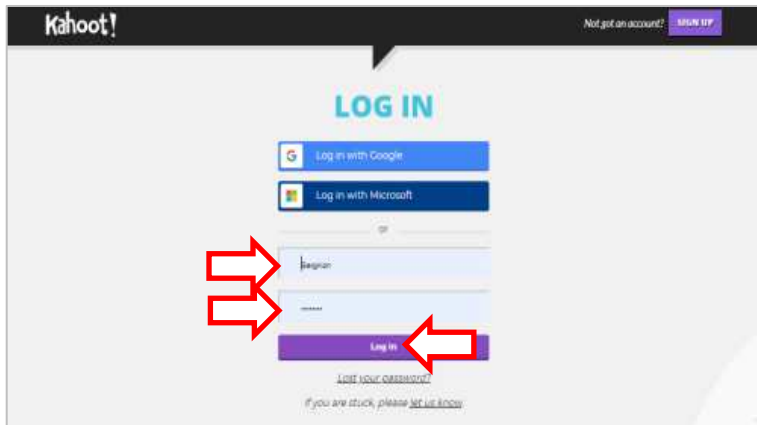 Kahoot!
Not got an account? SIGN UP
LOG IN
Log in with Google
Log in with Microsoft
or
Log in
Lost your password?
If you are stuck, please let us know